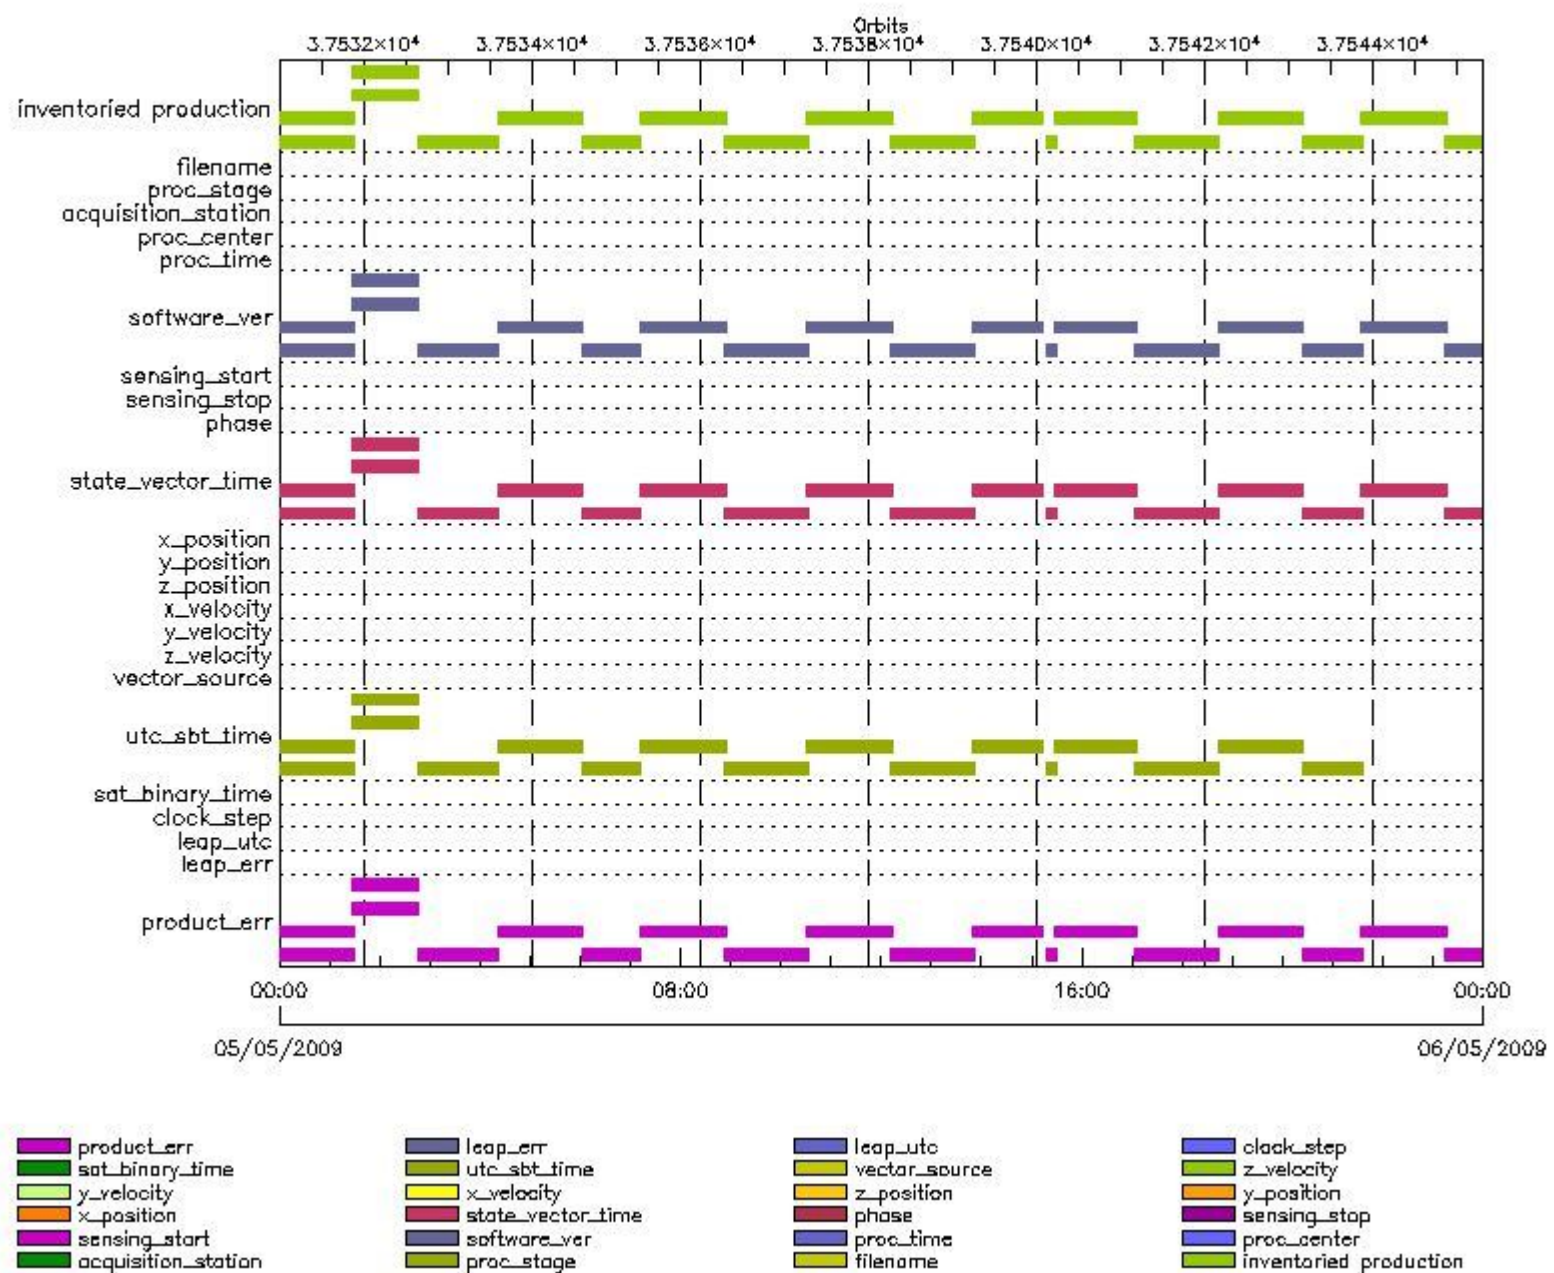 Orbits
3.7532×10⁴ 3.7534×10⁴ 3.7536×10⁴ 3.7538×10⁴ 3.7540×10⁴ 3.7542×10⁴ 3.7544×10⁴
inventoried production
filename
proc_stage
acquisition_station
proc_center
proc_time
software_ver
sensing_start
sensing_stop
phase
state_vector_time
x_position
y_position
z_position
x_velocity
y_velocity
z_velocity
vector_source
utc_sbt_time
sat_binary_time
clock_step
leap_utc
leap_err
product_err
00:00 08:00 16:00 00:00
05/05/2009 06/05/2009
product_err leap_err leap_utc clock_step
sat_binary_time utc_sbt_time vector_source z_velocity
y_velocity x_velocity z_position y_position
x_position state_vector_time phase sensing_stop
sensing_start software_ver proc_time proc_center
acquisition_station proc_stage filename inventoried production